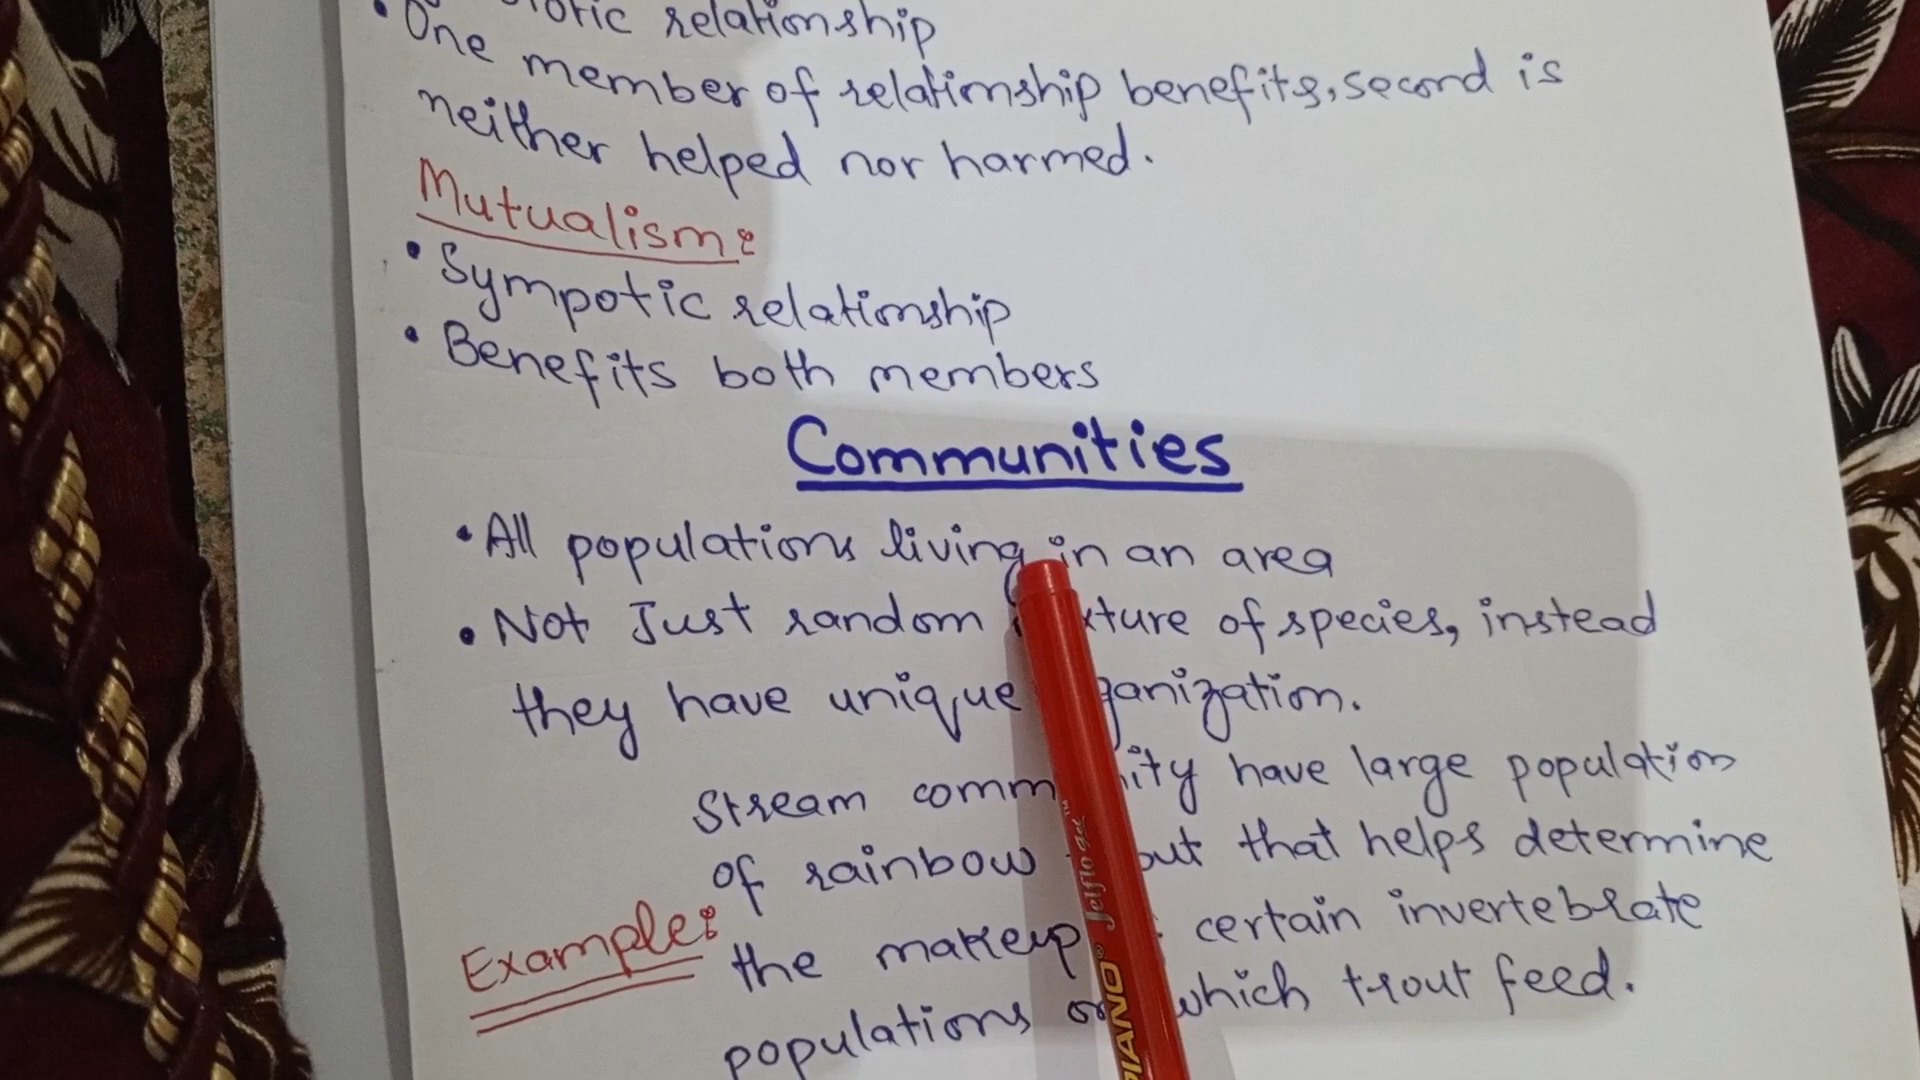 relationship
• One member of relationship benefits, second is
neither helped nor harmed.
Mutualism:
• Sympotic relationship
• Benefits both members
Communities
• All populations living in an area
• Not Just random xture of species, instead
they have unique ganization.
Stream comm ity have large population
of rainbow out that helps determine
Example:
the makeup certain invertebrate
populations on which trout feed.
PIANO® Jelflo gel™